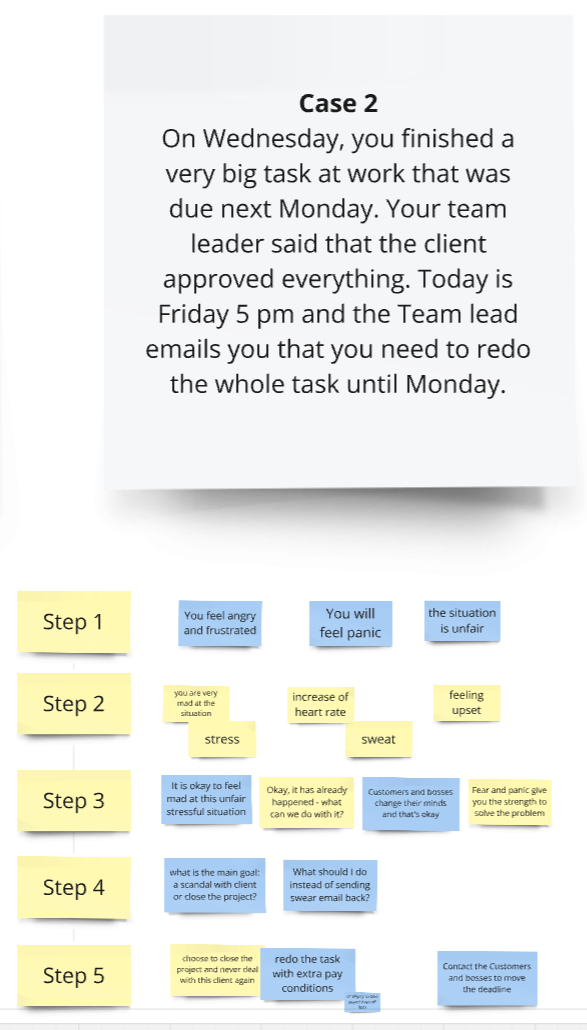 Case 2
On Wednesday, you finished a
very big task at work that was
due next Monday. Your team
leader said that the client
approved everything. Today is
Friday 5 pm and the Team lead
emails you that you need to redo
the whole task until Monday.
Step 1
You feel angry
and frustrated
You will
feel panic
the situation
is unfair
Step 2
you are very
mad at the
situation
increase of
heart rate
feeling
upset
stress
sweat
Step 3
It is okay to feel
mad at this unfair
stressful situation
Okay, it has already
happened - what
can we do with it?
Customers and bosses
change their minds
and that's okay
Fear and panic give
you the strength to
solve the problem
Step 4
what is the main goal:
a scandal with client
or close the project?
What should I do
instead of sending
swear email back?
Step 5
choose to close the
project and never deal
with this client again
redo the task
with extra pay
conditions
Contact the Customers
and bosses to move
the deadline